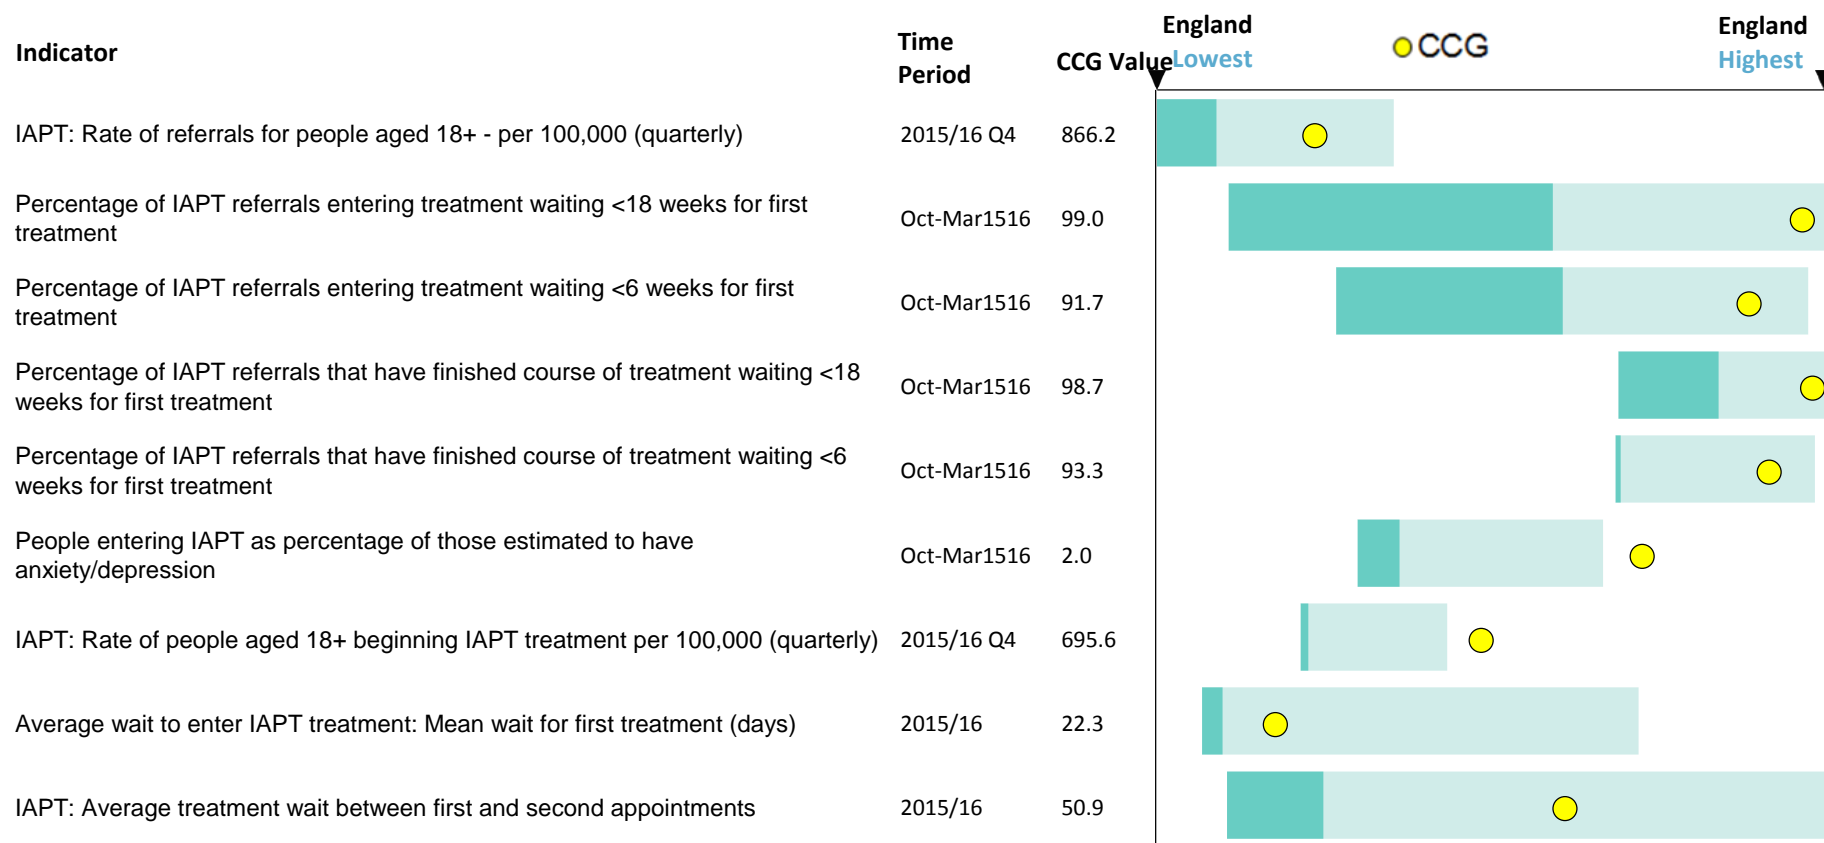 Indicator
Time
Period
CCG Value
England
Lowest
CCG
England
Highest
IAPT: Rate of referrals for people aged 18+ - per 100,000 (quarterly) 2015/16 Q4 866.2
Percentage of IAPT referrals entering treatment waiting <18 weeks for first
treatment
Oct-Mar1516 99.0
Percentage of IAPT referrals entering treatment waiting <6 weeks for first
treatment
Oct-Mar1516 91.7
Percentage of IAPT referrals that have finished course of treatment waiting <18
weeks for first treatment
Oct-Mar1516 98.7
Percentage of IAPT referrals that have finished course of treatment waiting <6
weeks for first treatment
Oct-Mar1516 93.3
People entering IAPT as percentage of those estimated to have
anxiety/depression
Oct-Mar1516 2.0
IAPT: Rate of people aged 18+ beginning IAPT treatment per 100,000 (quarterly) 2015/16 Q4 695.6
Average wait to enter IAPT treatment: Mean wait for first treatment (days) 2015/16 22.3
IAPT: Average treatment wait between first and second appointments 2015/16 50.9